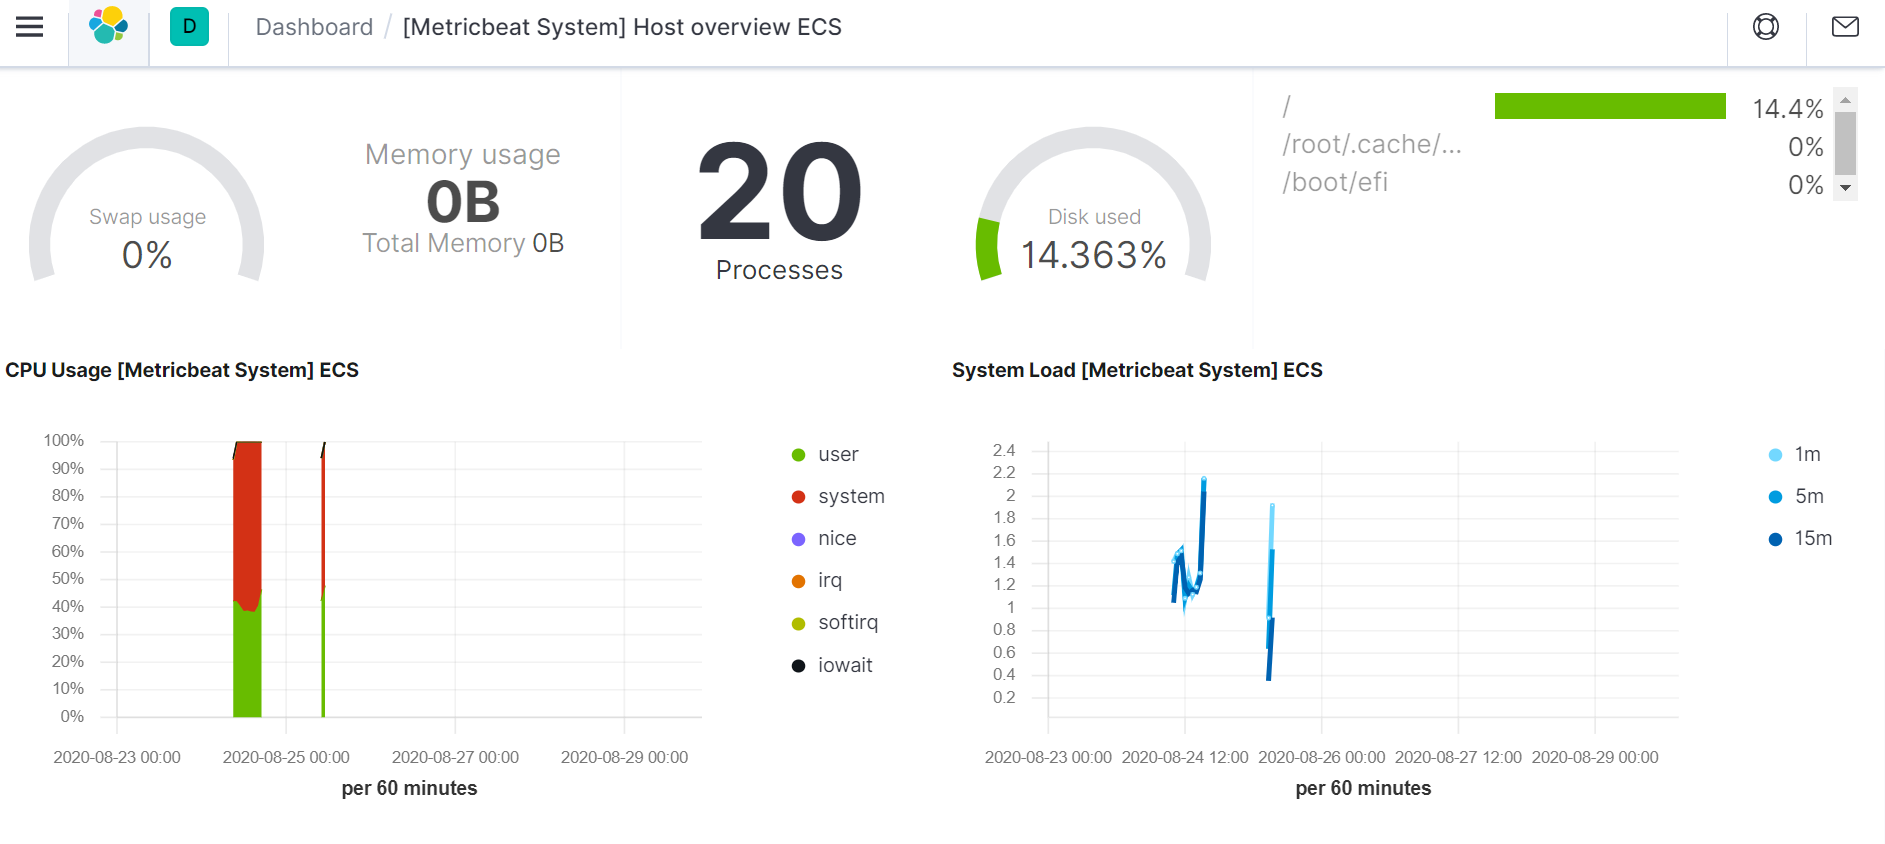 D
Dashboard / [Metricbeat System] Host overview ECS
Swap usage
0%
Memory usage
0B
Total Memory 0B
20
Processes
Disk used
14.363%
/ 14.4%
/root/.cache/... 0%
/boot/efi 0%
CPU Usage [Metricbeat System] ECS
100%
90%
80%
70%
60%
50%
40%
30%
20%
10%
0%
2020-08-23 00:00 2020-08-25 00:00 2020-08-27 00:00 2020-08-29 00:00
per 60 minutes
user
system
nice
irq
softirq
iowait
System Load [Metricbeat System] ECS
2.4
2.2
2
1.8
1.6
1.4
1.2
1
0.8
0.6
0.4
0.2
2020-08-23 00:00 2020-08-24 12:00 2020-08-26 00:00 2020-08-27 12:00 2020-08-29 00:00
per 60 minutes
1m
5m
15m